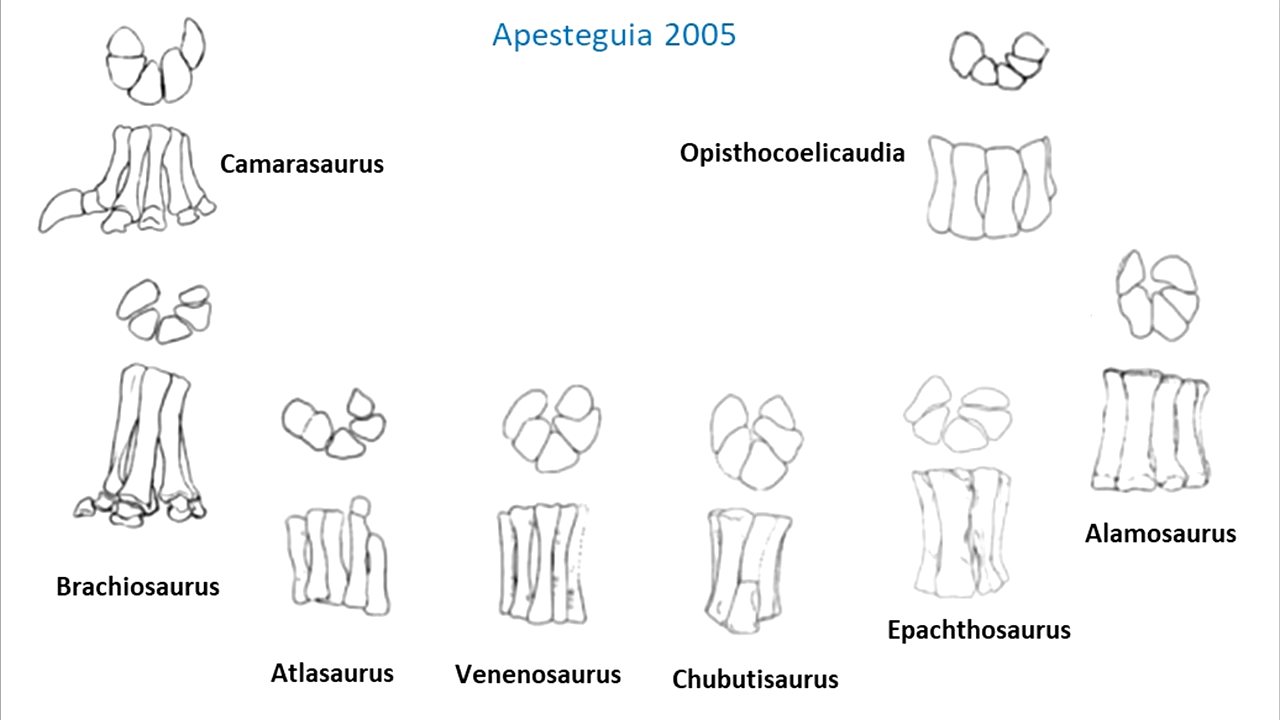 Apesteguia 2005
Camarasaurus
Opisthocoelicaudia
Brachiosaurus
Atlasaurus
Venenosaurus
Chubutisaurus
Epachthosaurus
Alamosaurus